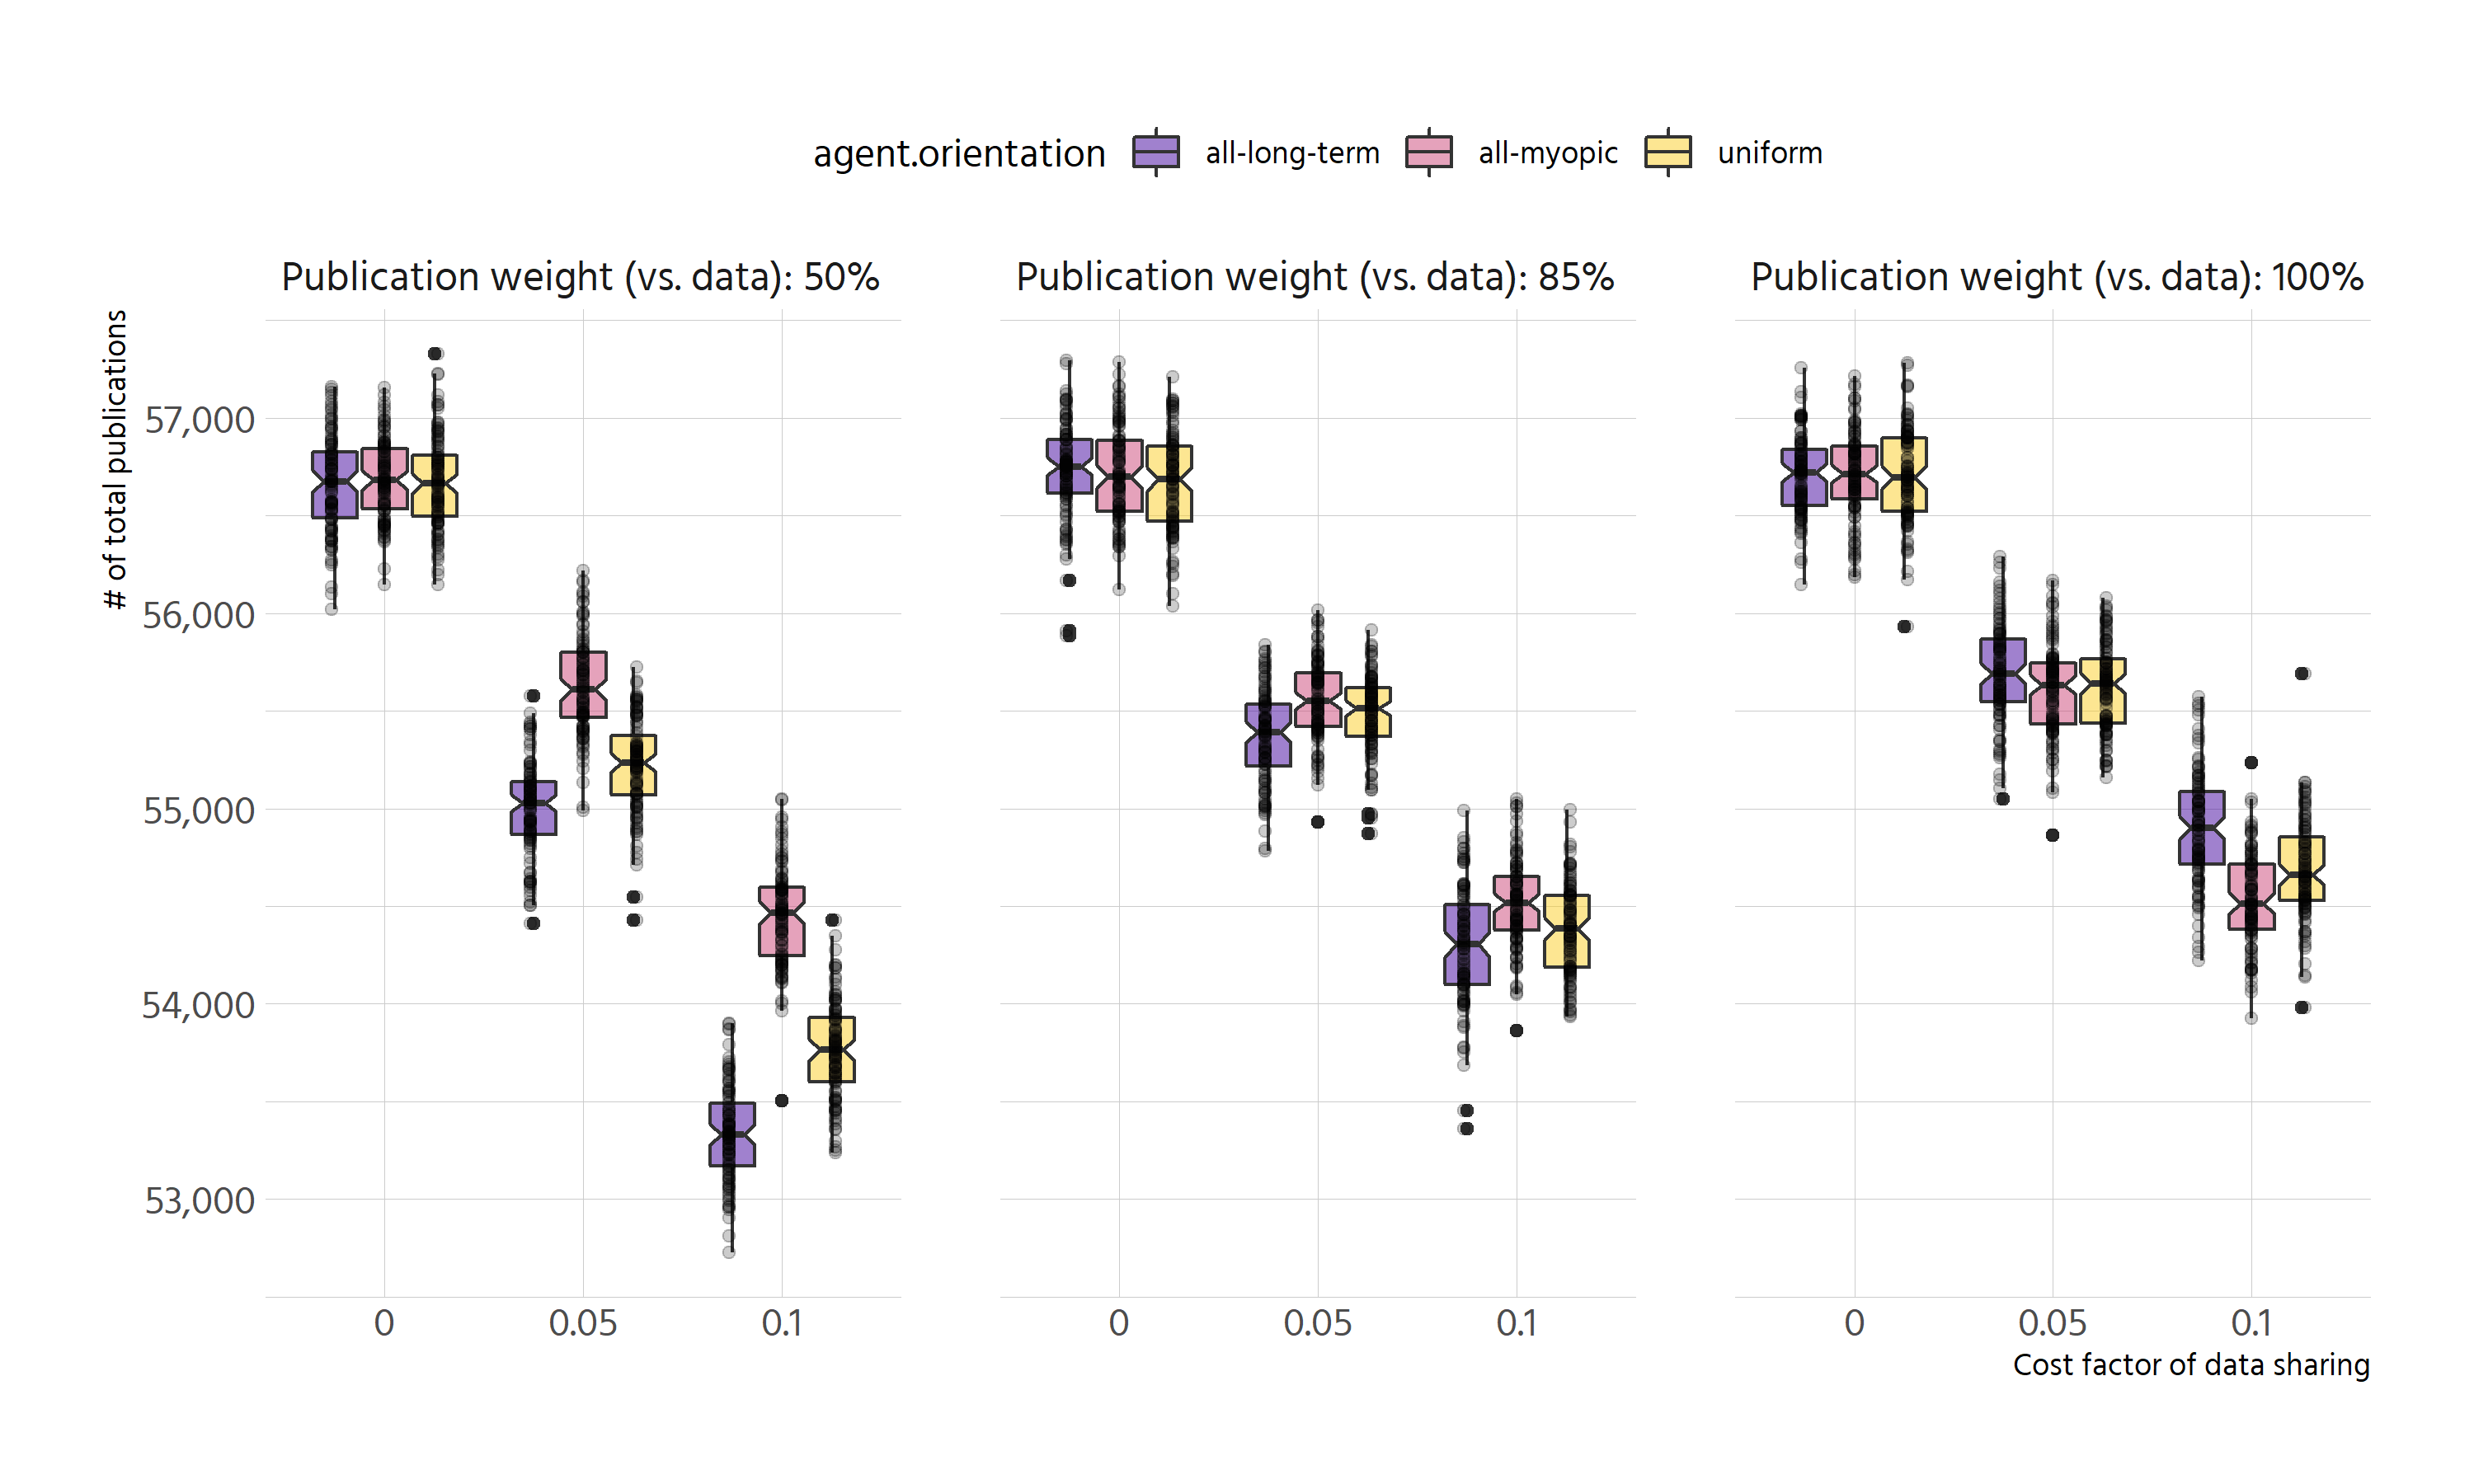 agent.orientation all-long-term all-myopic uniform
Publication weight (vs. data): 50% Publication weight (vs. data): 85% Publication weight (vs. data): 100%
# of total publications
57,000
56,000
55,000
54,000
53,000
0 0.05 0.1 0 0.05 0.1 0 0.05 0.1
Cost factor of data sharing